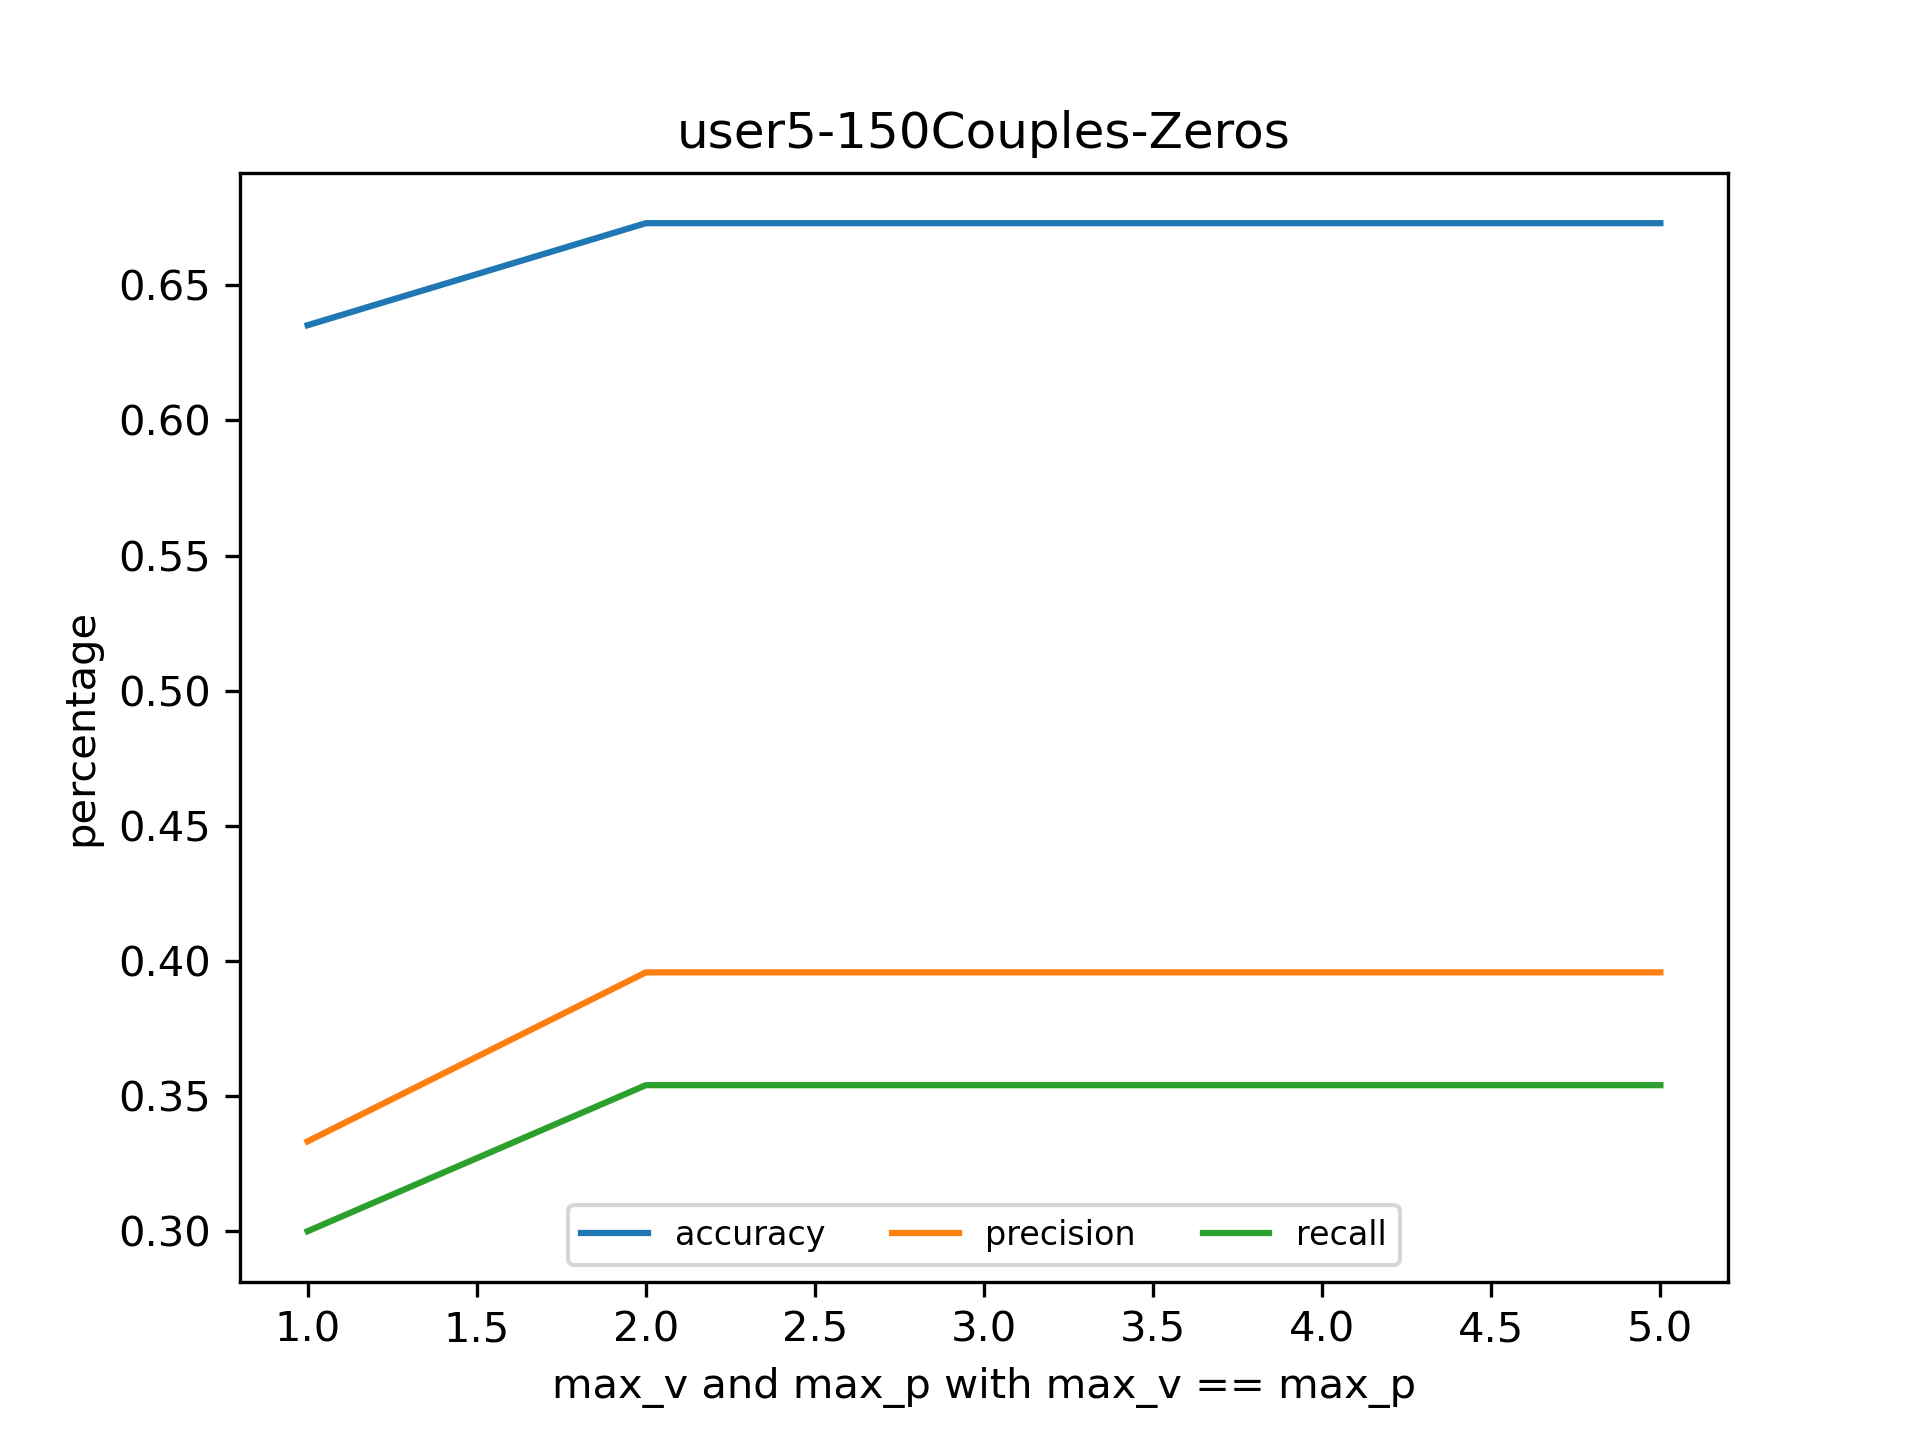 user5-150Couples-Zeros
percentage
0.65
0.60
0.55
0.50
0.45
0.40
0.35
0.30
accuracy precision recall
1.0 1.5 2.0 2.5 3.0 3.5 4.0 4.5 5.0
max_v and max_p with max_v == max_p